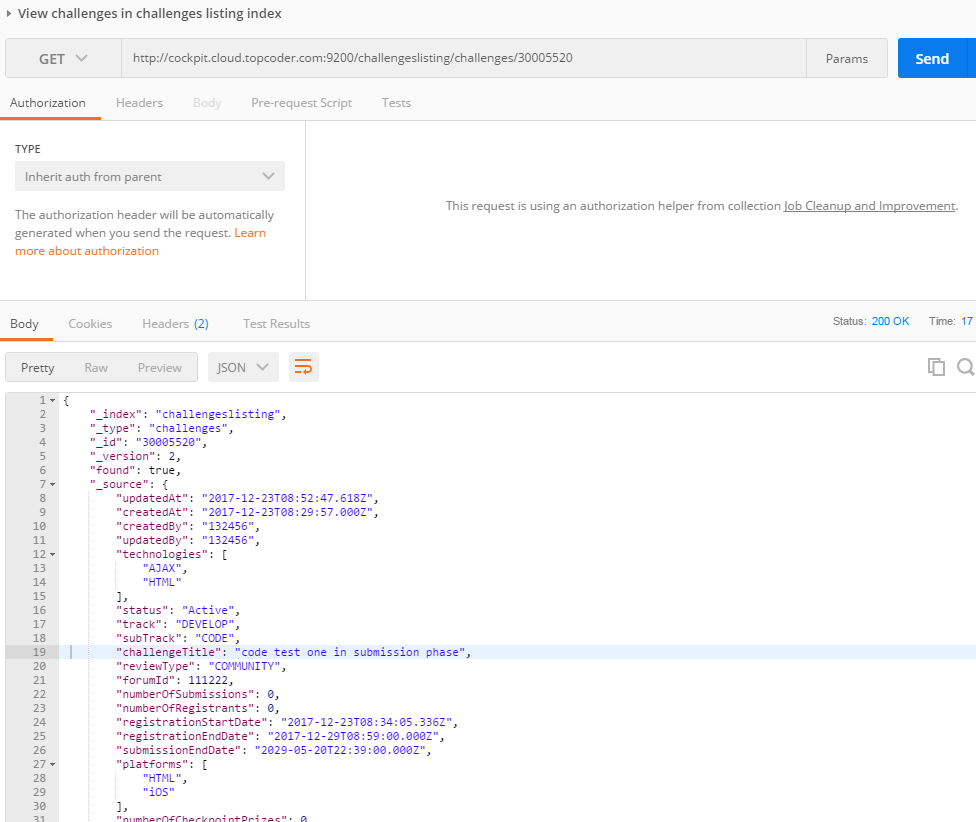 View challenges in challenges listing index
GET http://cockpit.cloud.topcoder.com:9200/challengeslisting/challenges/30005520 Params Send
Authorization Headers Body Pre-request Script Tests
TYPE
Inherit auth from parent
The authorization header will be automatically
generated when you send the request. Learn
more about authorization
This request is using an authorization helper from collection Job Cleanup and Improvement.
Body Cookies Headers (2) Test Results Status: 200 OK Time: 17
Pretty Raw Preview JSON
1 {
2 "_index": "challengeslisting",
3 "_type": "challenges",
4 "_id": "30005520",
5 "_version": 2,
6 "found": true,
7 "_source": {
8 "updatedAt": "2017-12-23T08:52:47.618Z",
9 "createdAt": "2017-12-23T08:29:57.000Z",
10 "createdBy": "132456",
11 "updatedBy": "132456",
12 "technologies": [
13 "AJAX",
14 "HTML"
15 ],
16 "status": "Active",
17 "track": "DEVELOP",
18 "subTrack": "CODE",
19 "challengeTitle": "code test one in submission phase",
20 "reviewType": "COMMUNITY",
21 "forumId": 111222,
22 "numberOfSubmissions": 0,
23 "numberOfRegistrants": 0,
24 "registrationStartDate": "2017-12-23T08:34:05.336Z",
25 "registrationEndDate": "2017-12-29T08:59:00.000Z",
26 "submissionEndDate": "2029-05-20T22:39:00.000Z",
27 "platforms": [
28 "HTML",
29 "iOS"
30 ],
31 "numberOfCheckpointPrizes": 0